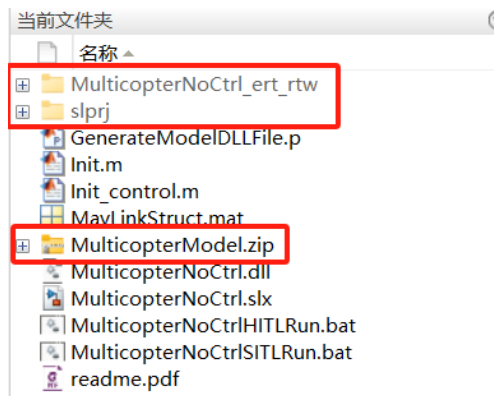 当前文件夹
名称
MulticopterNoCtrl_ert_rtw
slprj
GenerateModelDLLFile.p
Init.m
Init_control.m
MavLinkStruct.mat
MulticopterModel.zip
MulticopterNoCtrl.dll
MulticopterNoCtrl.slx
MulticopterNoCtrlHITLRun.bat
MulticopterNoCtrlSITLRun.bat
readme.pdf